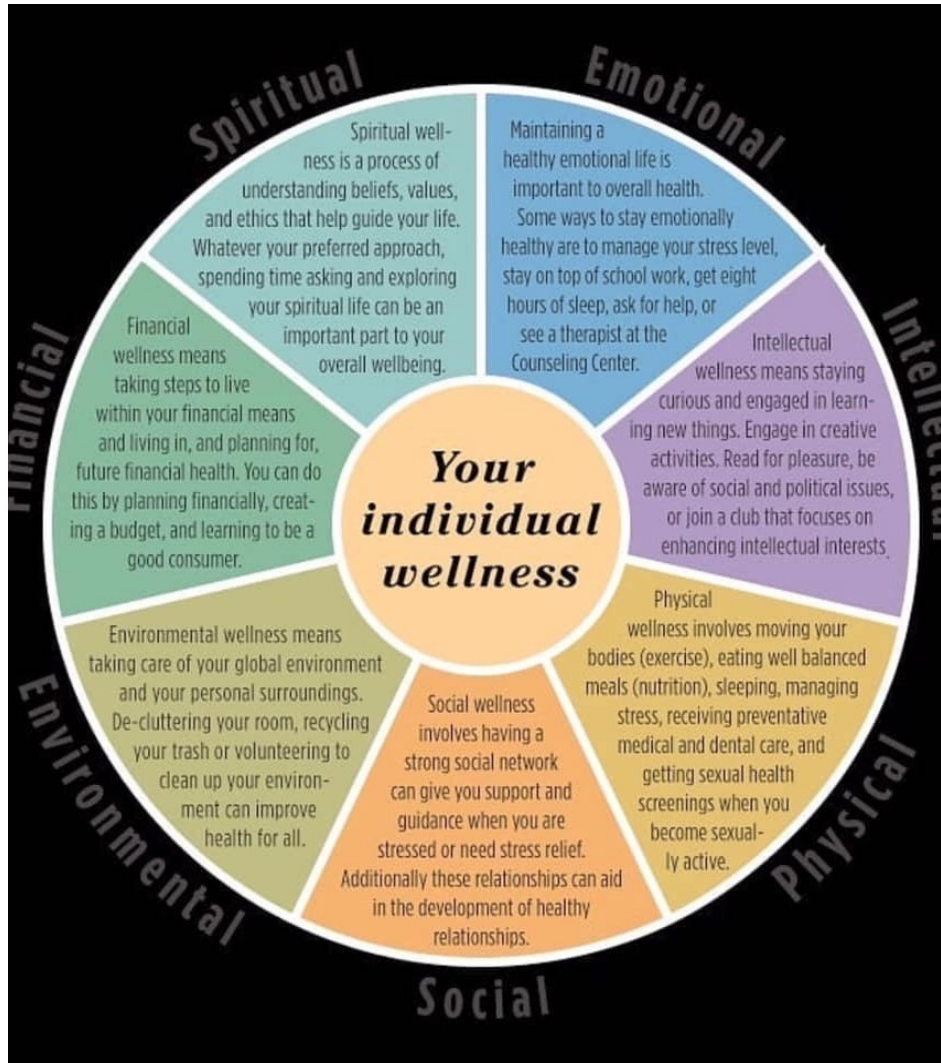 Spiritual
Spiritual well-
ness is a process of
understanding beliefs, values,
and ethics that help guide your life.
Whatever your preferred approach,
spending time asking and exploring
your spiritual life can be an
important part to your
overall wellbeing.
Emotional
Maintaining a
healthy emotional life is
important to overall health.
Some ways to stay emotionally
healthy are to manage your stress level,
stay on top of school work, get eight
hours of sleep, ask for help, or
see a therapist at the
Counseling Center.
Intellectual
Intellectual
wellness means staying
curious and engaged in learn-
ing new things. Engage in creative
activities. Read for pleasure, be
aware of social and political issues,
or join a club that focuses on
enhancing intellectual interests.
Physical
Physical
wellness involves moving your
bodies (exercise), eating well balanced
meals (nutrition), sleeping, managing
stress, receiving preventative
medical and dental care, and
getting sexual health
screenings when you
become sexual-
ly active.
Social
Social wellness
involves having a
strong social network
can give you support and
guidance when you are
stressed or need stress relief.
Additionally these relationships can aid
in the development of healthy
relationships.
Environmental
Environmental wellness means
taking care of your global environment
and your personal surroundings.
De-cluttering your room, recycling
your trash or volunteering to
clean up your environ-
ment can improve
health for all.
Financial
Financial
wellness means
taking steps to live
within your financial means
and living in, and planning for,
future financial health. You can do
this by planning financially, creat-
ing a budget, and learning to be a
good consumer.
Your
individual
wellness